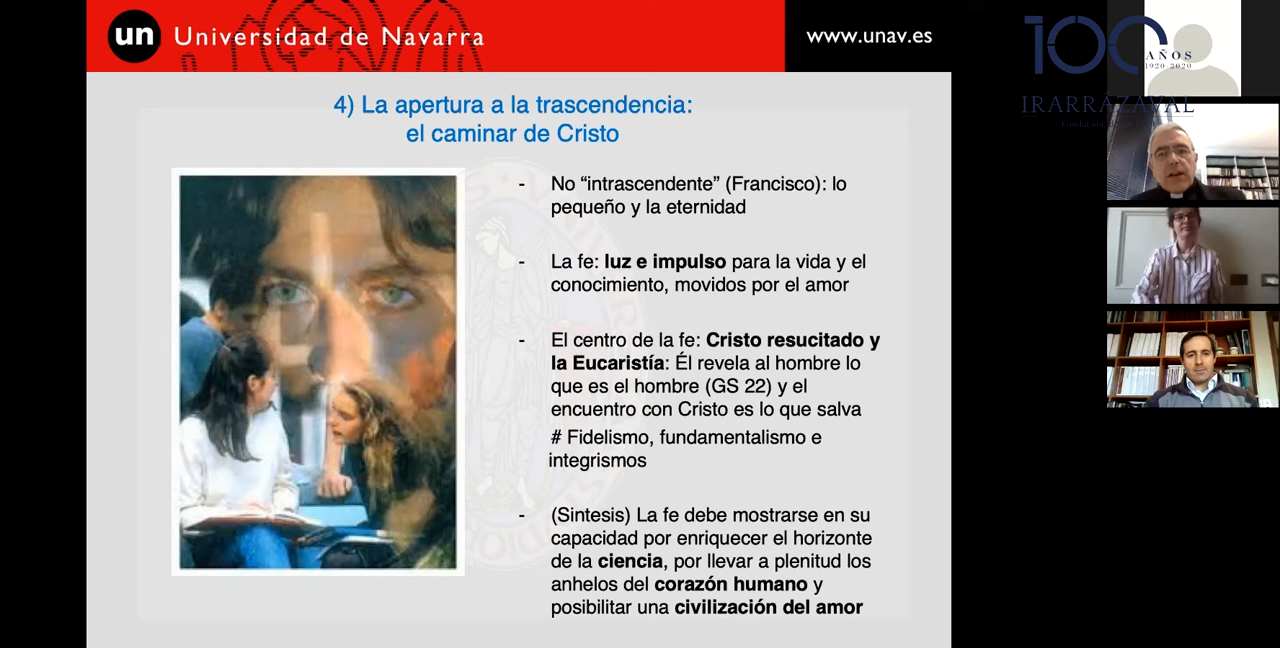 un Universidad de Navarra
www.unav.es
100
AÑOS
1920 2020
IRARRÁZAVAL
Fundación
4) La apertura a la trascendencia:
el caminar de Cristo
- No “intrascendente” (Francisco): lo
pequeño y la eternidad
- La fe: luz e impulso para la vida y el
conocimiento, movidos por el amor
- El centro de la fe: Cristo resucitado y
la Eucaristía: Él revela al hombre lo
que es el hombre (GS 22) y el
encuentro con Cristo es lo que salva
# Fidelismo, fundamentalismo e
integrismos
- (Sintesis) La fe debe mostrarse en su
capacidad por enriquecer el horizonte
de la ciencia, por llevar a plenitud los
anhelos del corazón humano y
posibilitar una civilización del amor